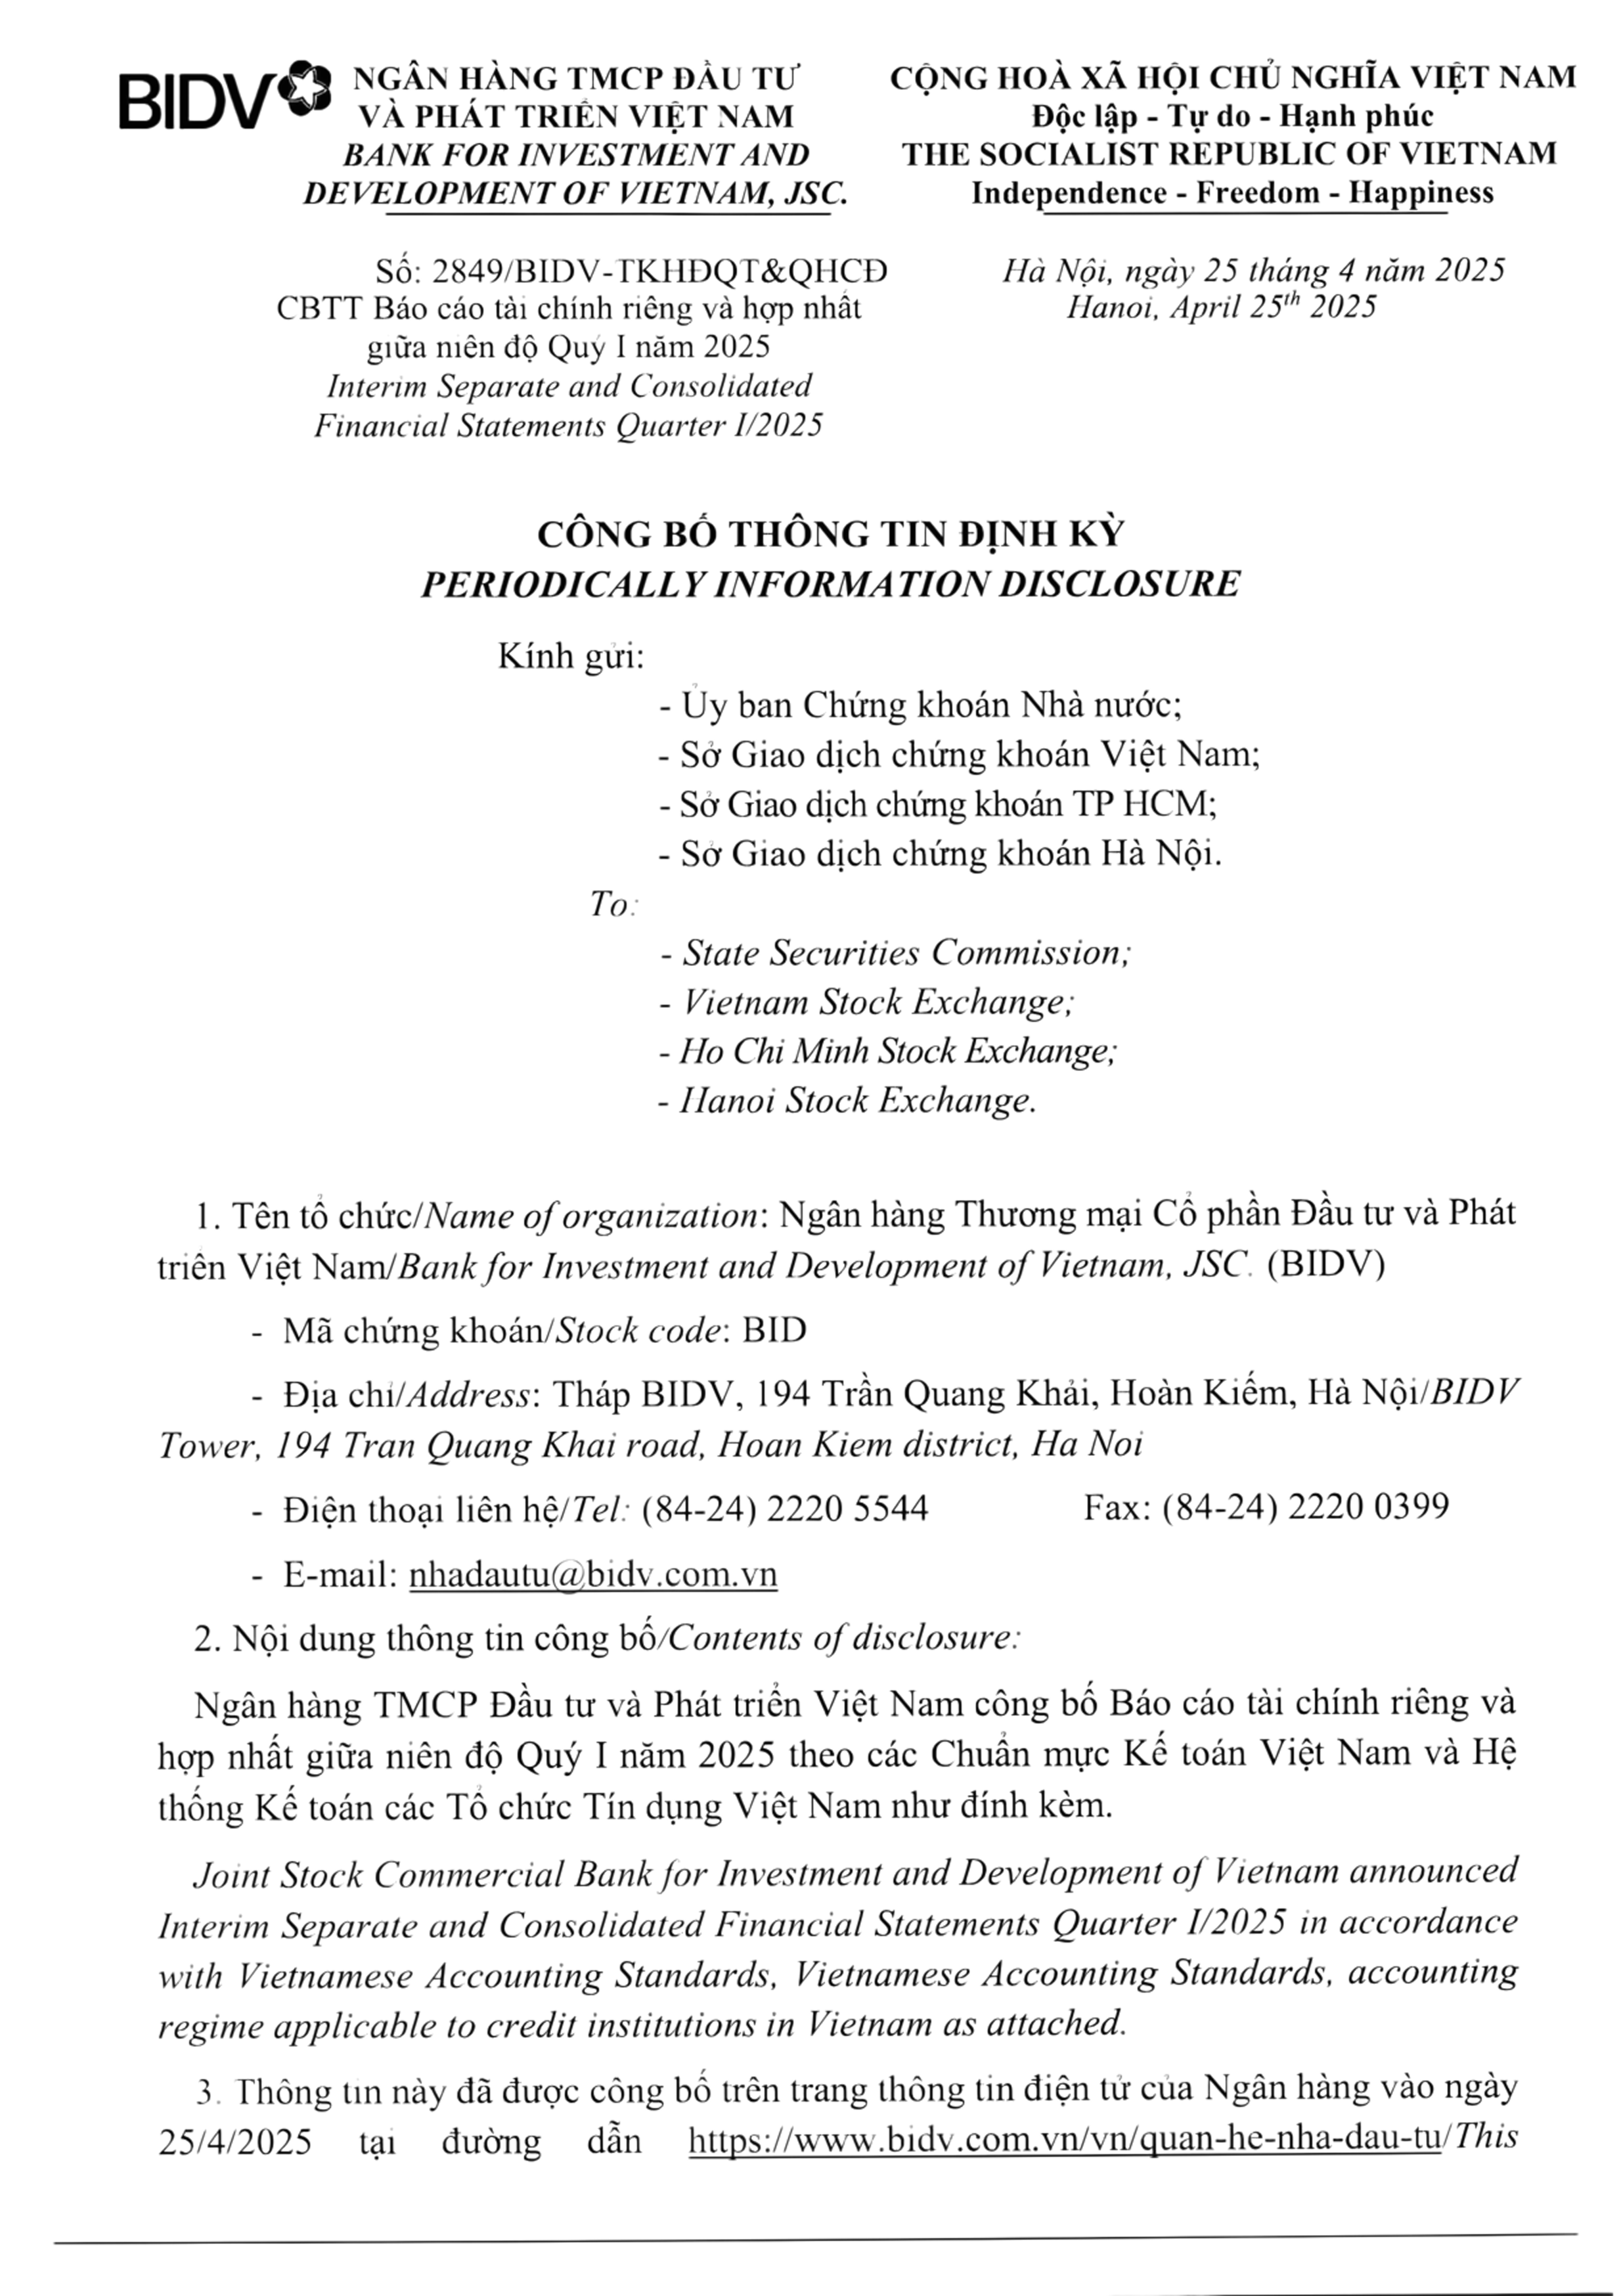 BIDV
NGÂN HÀNG TMCP ĐẦU TƯ
VÀ PHÁT TRIỂN VIỆT NAM
BANK FOR INVESTMENT AND
DEVELOPMENT OF VIETNAM, JSC.
CỘNG HOÀ XÃ HỘI CHỦ NGHĨA VIỆT NAM
Độc lập - Tự do - Hạnh phúc
THE SOCIALIST REPUBLIC OF VIETNAM
Independence - Freedom - Happiness
Số: 2849/BIDV-TKHĐQT&QHCĐ
CBTT Báo cáo tài chính riêng và hợp nhất
giữa niên độ Quý I năm 2025
Interim Separate and Consolidated
Financial Statements Quarter I/2025
Hà Nội, ngày 25 tháng 4 năm 2025
Hanoi, April 25th 2025
CÔNG BỐ THÔNG TIN ĐỊNH KỲ
PERIODICALLY INFORMATION DISCLOSURE
Kính gửi:
- Ủy ban Chứng khoán Nhà nước;
- Sở Giao dịch chứng khoán Việt Nam;
- Sở Giao dịch chứng khoán TP HCM;
- Sở Giao dịch chứng khoán Hà Nội.
To:
- State Securities Commission;
- Vietnam Stock Exchange;
- Ho Chi Minh Stock Exchange;
- Hanoi Stock Exchange.
1. Tên tổ chức/Name of organization: Ngân hàng Thương mại Cổ phần Đầu tư và Phát
triển Việt Nam/Bank for Investment and Development of Vietnam, JSC. (BIDV)
- Mã chứng khoán/Stock code: BID
- Địa chỉ/Address: Tháp BIDV, 194 Trần Quang Khải, Hoàn Kiếm, Hà Nội/BIDV
Tower, 194 Tran Quang Khai road, Hoan Kiem district, Ha Noi
- Điện thoại liên hệ/Tel: (84-24) 2220 5544 Fax: (84-24) 2220 0399
- E-mail: nhadautu@bidv.com.vn
2. Nội dung thông tin công bố/Contents of disclosure:
Ngân hàng TMCP Đầu tư và Phát triển Việt Nam công bố Báo cáo tài chính riêng và
hợp nhất giữa niên độ Quý I năm 2025 theo các Chuẩn mực Kế toán Việt Nam và Hệ
thống Kế toán các Tổ chức Tín dụng Việt Nam như đính kèm.
Joint Stock Commercial Bank for Investment and Development of Vietnam announced
Interim Separate and Consolidated Financial Statements Quarter I/2025 in accordance
with Vietnamese Accounting Standards, Vietnamese Accounting Standards, accounting
regime applicable to credit institutions in Vietnam as attached.
3. Thông tin này đã được công bố trên trang thông tin điện tử của Ngân hàng vào ngày
25/4/2025 tại đường dẫn https://www.bidv.com.vn/vn/quan-he-nha-dau-tu/This